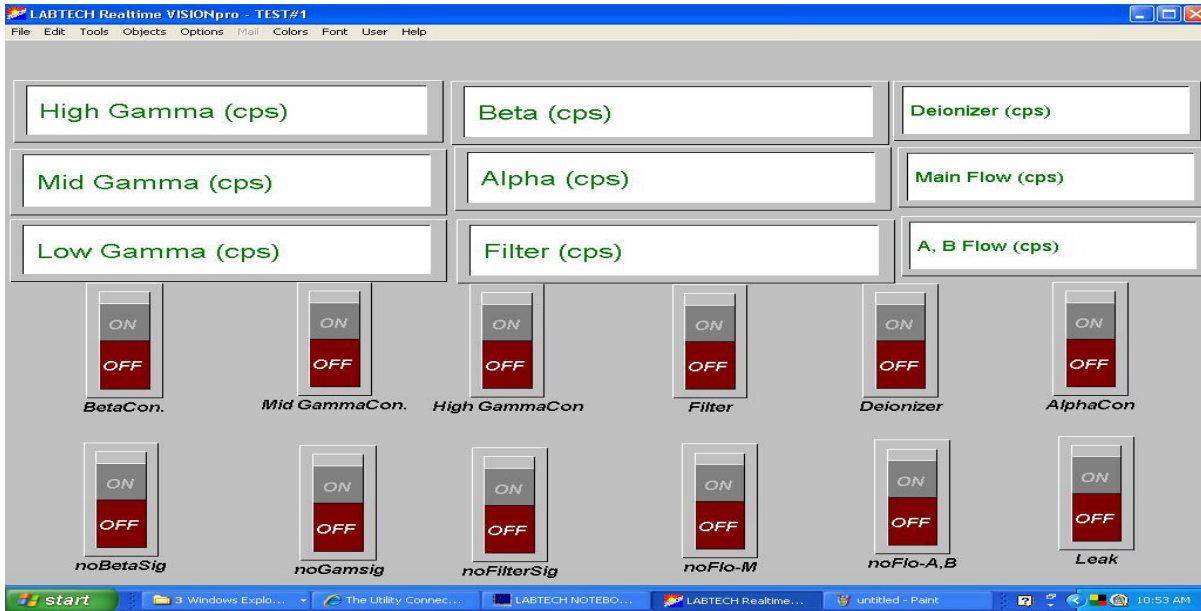 LABTECH Realtime VISIONpro - TEST#1
File Edit Tools Objects Options Mail Colors Font User Help
High Gamma (cps) Beta (cps) Deionizer (cps)
Mid Gamma (cps) Alpha (cps) Main Flow (cps)
Low Gamma (cps) Filter (cps) A, B Flow (cps)
ON ON ON ON ON ON
OFF OFF OFF OFF OFF OFF
BetaCon. Mid GammaCon. High GammaCon Filter Deionizer AlphaCon
ON ON ON ON ON ON
OFF OFF OFF OFF OFF OFF
noBetaSig noGamsig noFilterSig noFlo-M noFlo-A,B Leak
start 3 Windows Explo... The Utility Connec... LABTECH NOTEBO... LABTECH Realtime... untitled - Paint 10:53 AM